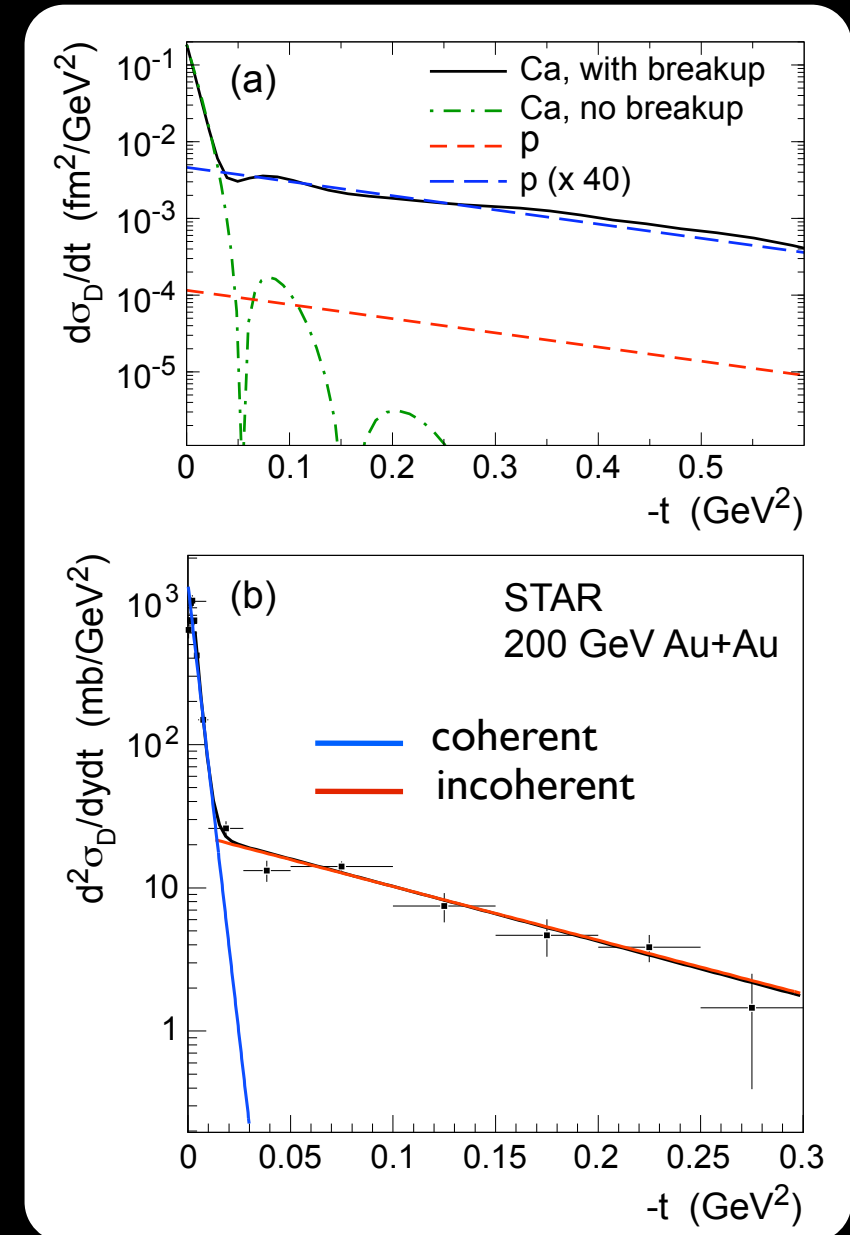 (a)
Ca, with breakup
Ca, no breakup
p
p (x 40)
dσ_D/dt (fm²/GeV²)
10⁻¹
10⁻²
10⁻³
10⁻⁴
10⁻⁵
0 0.1 0.2 0.3 0.4 0.5
-t (GeV²)
(b)
STAR
200 GeV Au+Au
coherent
incoherent
d²σ_D/dydt (mb/GeV²)
10³
10²
10
1
0 0.05 0.1 0.15 0.2 0.25 0.3
-t (GeV²)